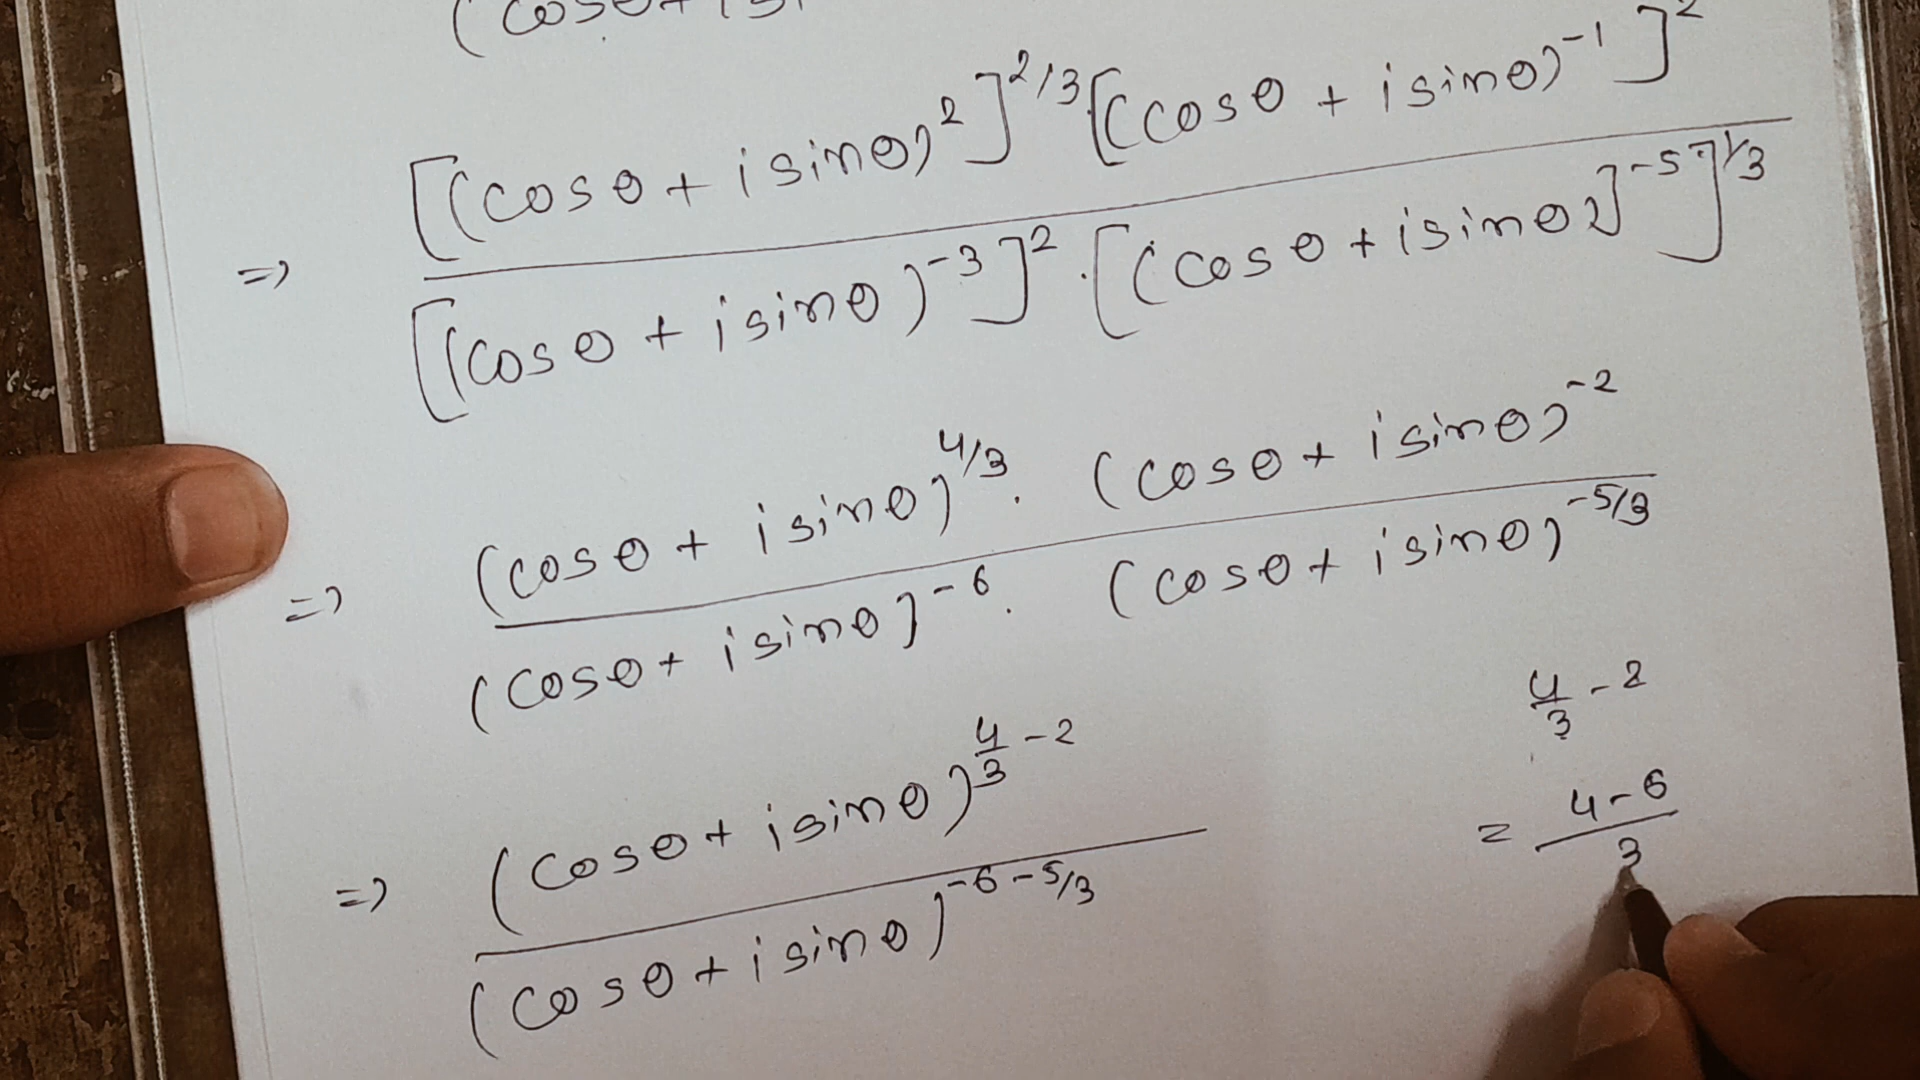 (cosθ + is
=> [(cosθ + i sinθ)²]^2/3 [(cosθ + i sinθ)^-1]²
[(cosθ + i sinθ)^-3]² . [(cosθ + i sinθ)]^-5]^1/3
=> (cosθ + i sinθ)^4/3 . (cosθ + i sinθ)^-2
(cosθ + i sinθ)^-6 . (cosθ + i sinθ)^-5/3
=> (cosθ + i sinθ)^4/3 - 2
(cosθ + i sinθ)^-6 - 5/3
4/3 - 2
= 4-6
3